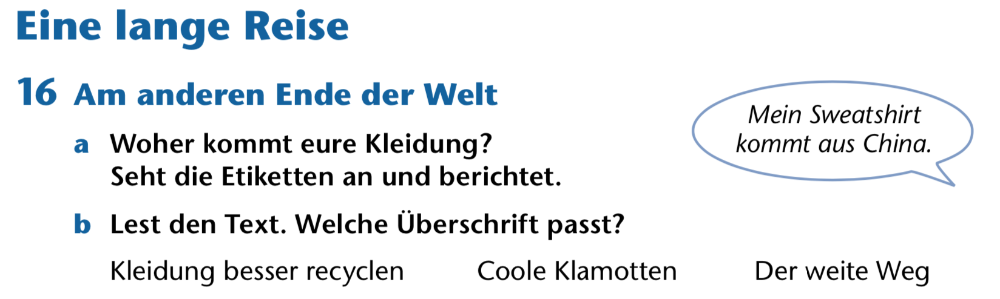 Eine lange Reise
16 Am anderen Ende der Welt
a Woher kommt eure Kleidung?
Seht die Etiketten an und berichtet.
Mein Sweatshirt
kommt aus China.
b Lest den Text. Welche Überschrift passt?
Kleidung besser recyclen Coole Klamotten Der weite Weg